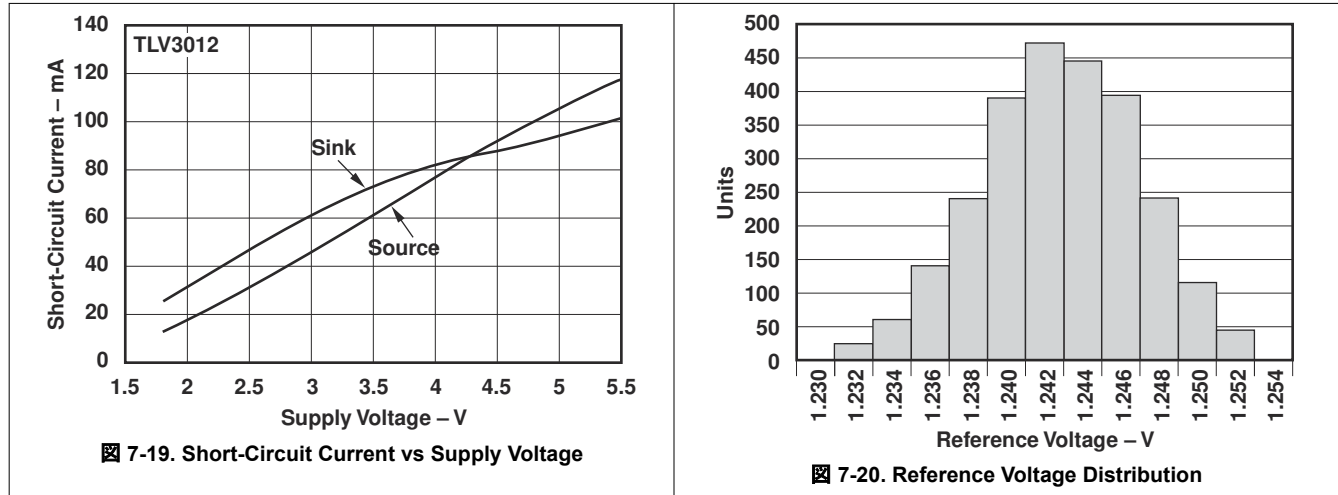 140
TLV3012
120
100
80
60
40
20
0
Short-Circuit Current – mA
Sink
Source
1.5 2 2.5 3 3.5 4 4.5 5 5.5
Supply Voltage – V
図 7-19. Short-Circuit Current vs Supply Voltage
500
450
400
350
300
250
200
150
100
50
0
Units
1.230 1.232 1.234 1.236 1.238 1.240 1.242 1.244 1.246 1.248 1.250 1.252 1.254
Reference Voltage – V
図 7-20. Reference Voltage Distribution